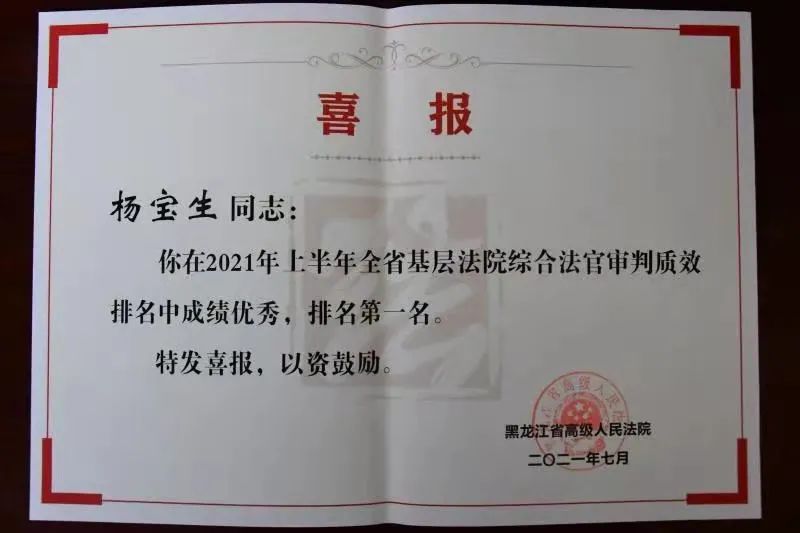 喜报
杨宝生同志：
你在2021年上半年全省基层法院综合法官审判质效
排名中成绩优秀，排名第一名。
特发喜报，以资鼓励。
黑龙江省高级人民法院
二〇二一年七月